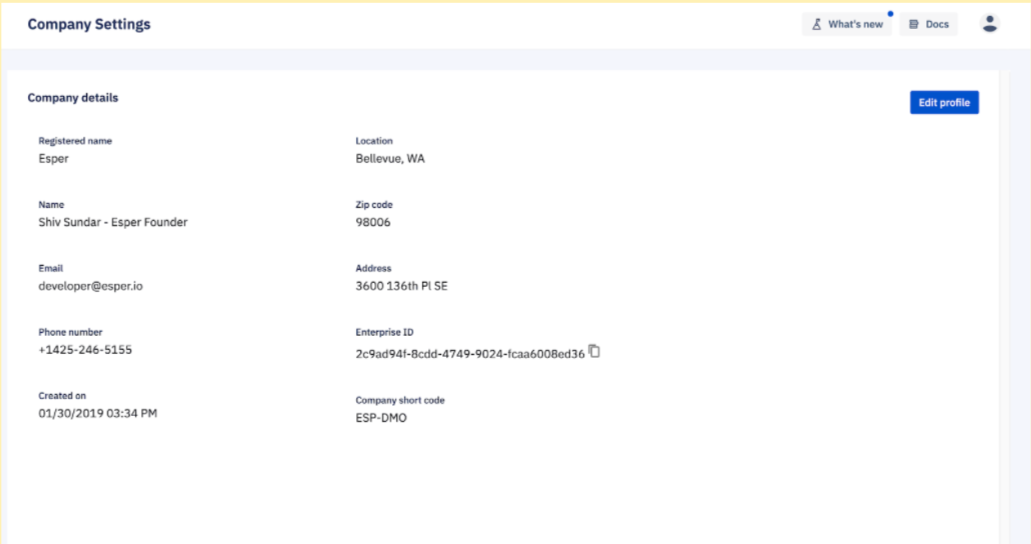 Company Settings
What's new
Docs
Company details
Edit profile
Registered name
Esper
Location
Bellevue, WA
Name
Shiv Sundar - Esper Founder
Zip code
98006
Email
developer@esper.io
Address
3600 136th Pl SE
Phone number
+1425-246-5155
Enterprise ID
2c9ad94f-8cdd-4749-9024-fcaa6008ed36
Created on
01/30/2019 03:34 PM
Company short code
ESP-DMO